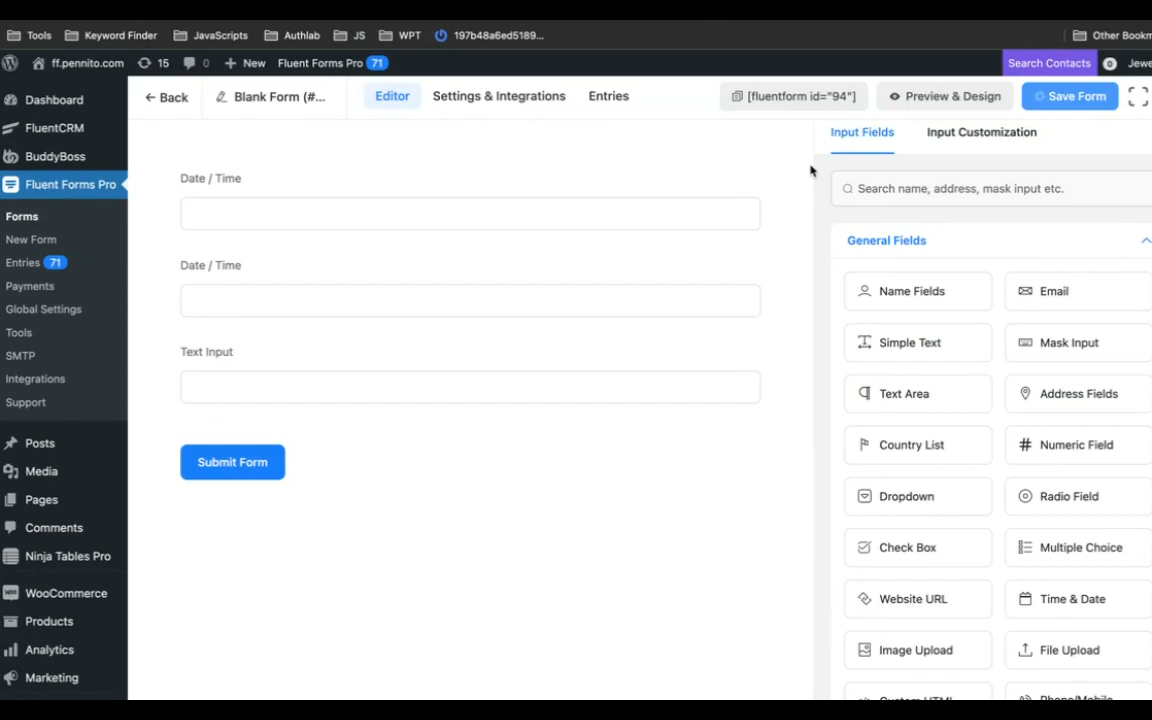 Tools Keyword Finder JavaScripts Authlab JS WPT 197b48a6ed5189... Other Bookm
ff.pennito.com 15 0 New Fluent Forms Pro 71 Search Contacts Jewe
Dashboard
FluentCRM
BuddyBoss
Fluent Forms Pro
Forms
New Form
Entries 71
Payments
Global Settings
Tools
SMTP
Integrations
Support
Posts
Media
Pages
Comments
Ninja Tables Pro
WooCommerce
Products
Analytics
Marketing
Back Blank Form (#... Editor Settings & Integrations Entries [fluentform id="94"] Preview & Design Save Form
Date / Time
Date / Time
Text Input
Submit Form
Input Fields Input Customization
Search name, address, mask input etc.
General Fields
Name Fields Email
Simple Text Mask Input
Text Area Address Fields
Country List Numeric Field
Dropdown Radio Field
Check Box Multiple Choice
Website URL Time & Date
Image Upload File Upload
Custom HTML Phone/Mobile